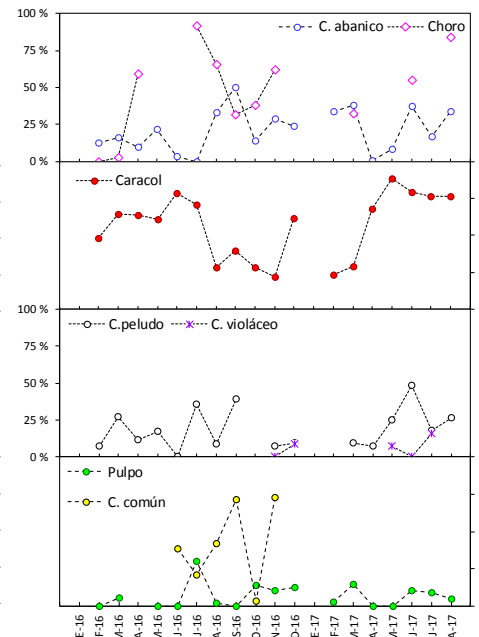 100 %
C. abanico Choro
75 %
50 %
25 %
0 %
Caracol
100 %
C.peludo C. violáceo
75 %
50 %
25 %
0 %
Pulpo
C. común
E-16 F-16 M-16 A-16 M-16 J-16 J-16 A-16 S-16 O-16 N-16 D-16 E-17 F-17 M-17 A-17 M-17 J-17 J-17 A-17